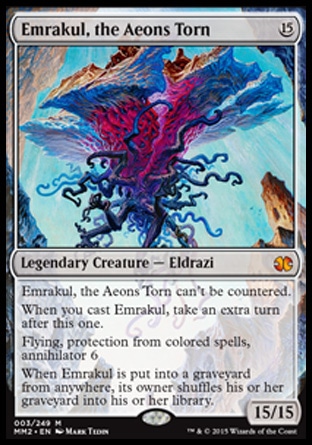 Emrakul, the Aeons Torn 15
Legendary Creature — Eldrazi
Emrakul, the Aeons Torn can't be countered.
When you cast Emrakul, take an extra turn
after this one.
Flying, protection from colored spells,
annihilator 6
When Emrakul is put into a graveyard
from anywhere, its owner shuffles his or her
graveyard into his or her library.
15/15
003/249 M
MM2 • EN MARK TEDIN
™ & © 2015 Wizards of the Coast